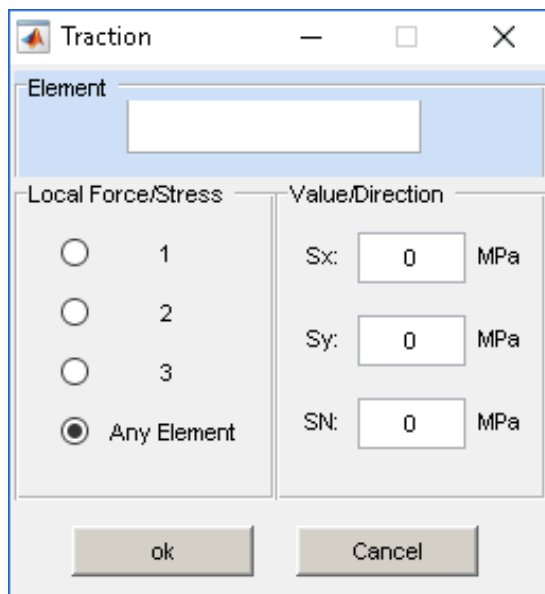 Traction
Element
Local Force/Stress
1
2
3
Any Element
Value/Direction
Sx: 0 MPa
Sy: 0 MPa
SN: 0 MPa
ok
Cancel